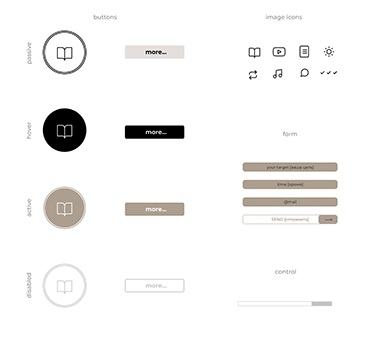 buttons
image icons
passive
more...
hover
more...
form
your target [ваша цель]
time [время]
@mail
SEND [отправить]
active
more...
control
disabled
more...